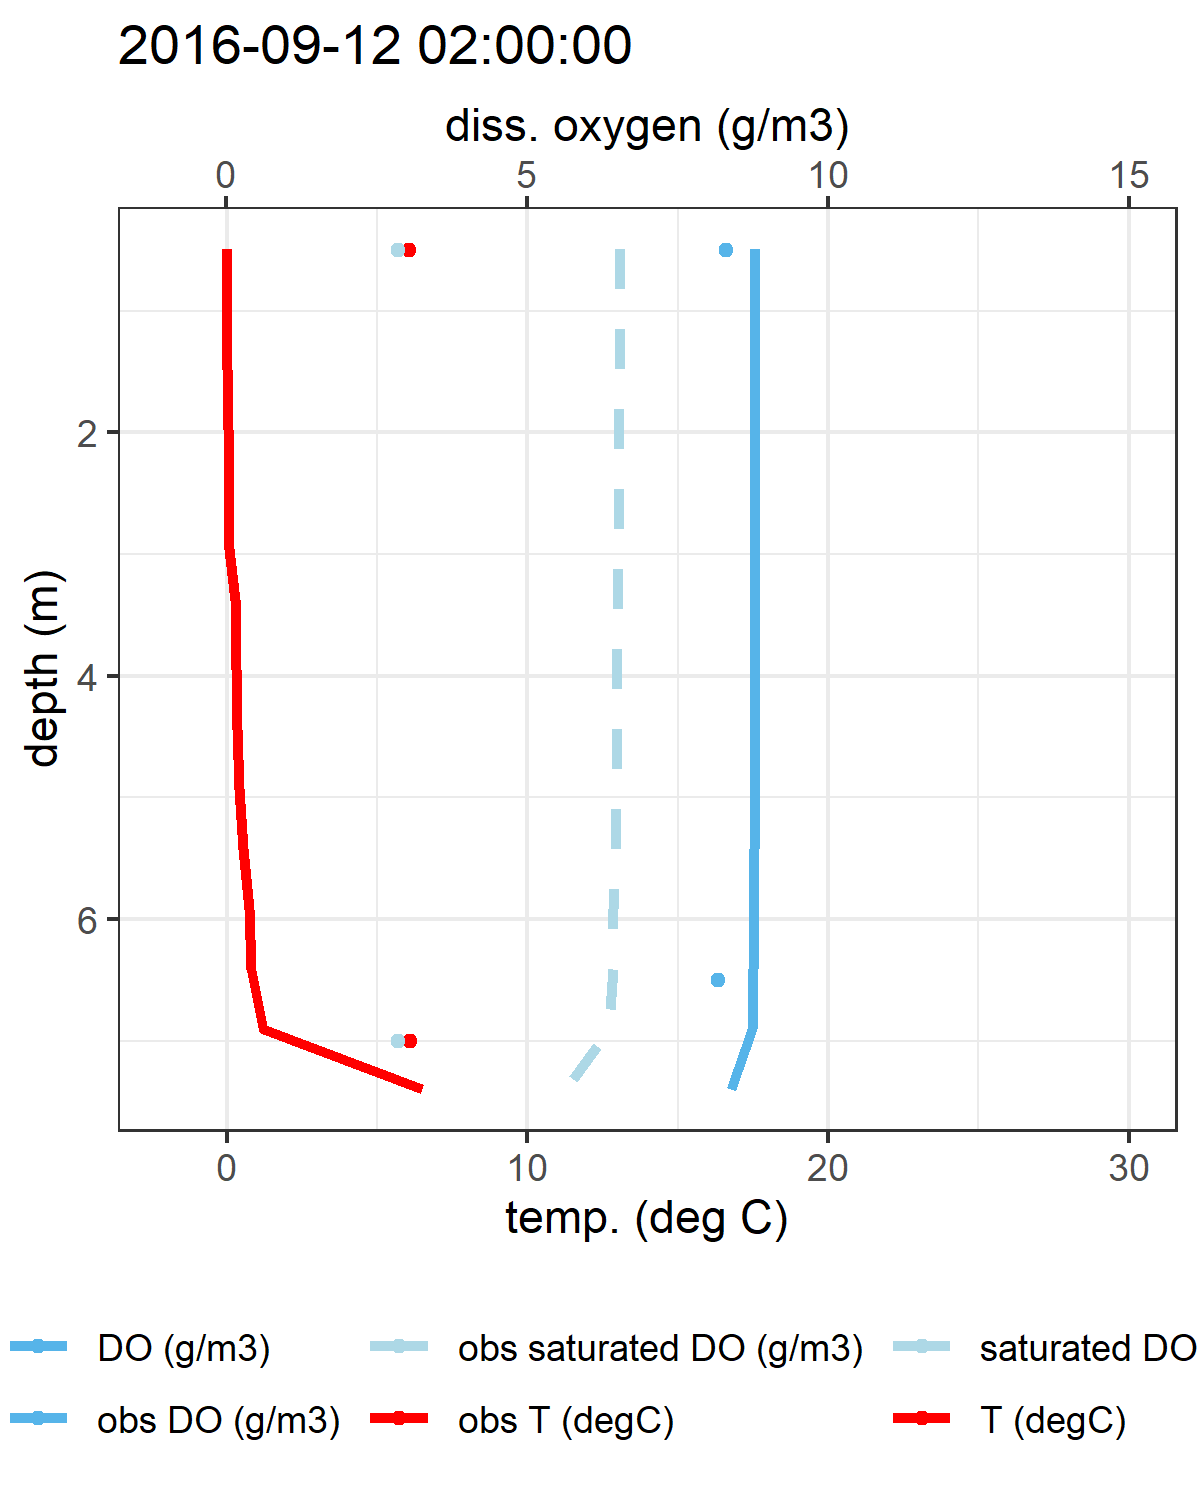 2016-09-12 02:00:00
diss. oxygen (g/m3)
0 5 10 15
2
4
6
depth (m)
0 10 20 30
temp. (deg C)
DO (g/m3) obs saturated DO (g/m3) saturated DO
obs DO (g/m3) obs T (degC) T (degC)